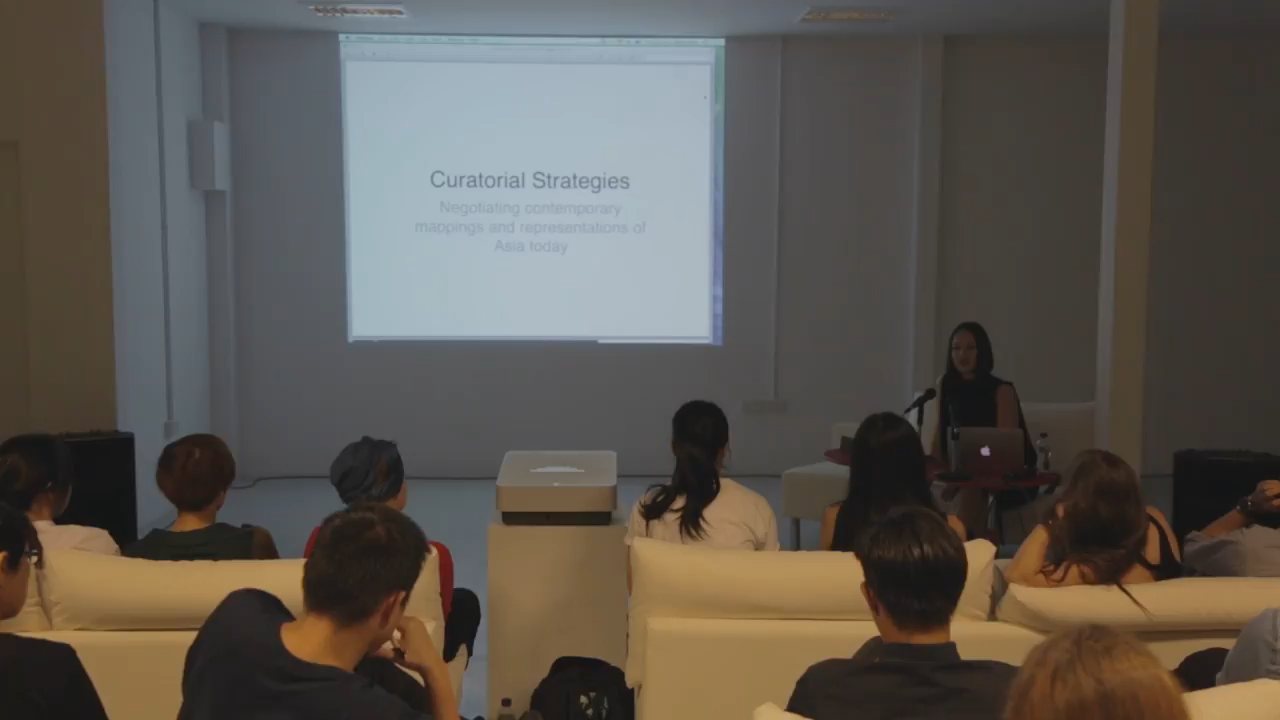 Curatorial Strategies
Negotiating contemporary
mappings and representations of
Asia today